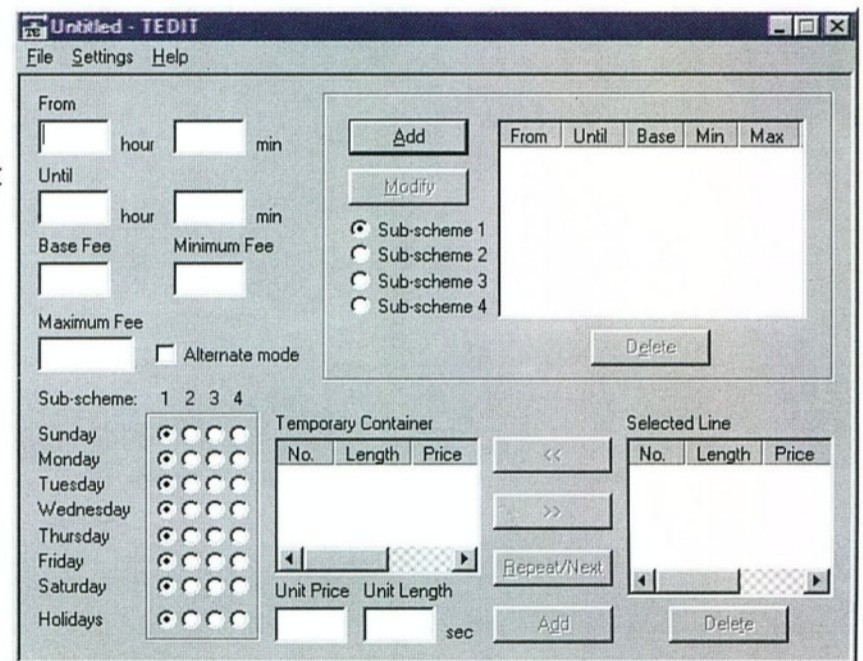 Untitled - TEDIT
File Settings Help
From
hour min
Until
hour min
Base Fee Minimum Fee
Maximum Fee
Alternate mode
Add
Modify
Sub-scheme 1
Sub-scheme 2
Sub-scheme 3
Sub-scheme 4
From Until Base Min Max
Delete
Sub-scheme: 1 2 3 4
Sunday
Monday
Tuesday
Wednesday
Thursday
Friday
Saturday
Holidays
Temporary Container
No. Length Price
Unit Price Unit Length
sec
<<
>>
Repeat/Next
Add
Selected Line
No. Length Price
Delete